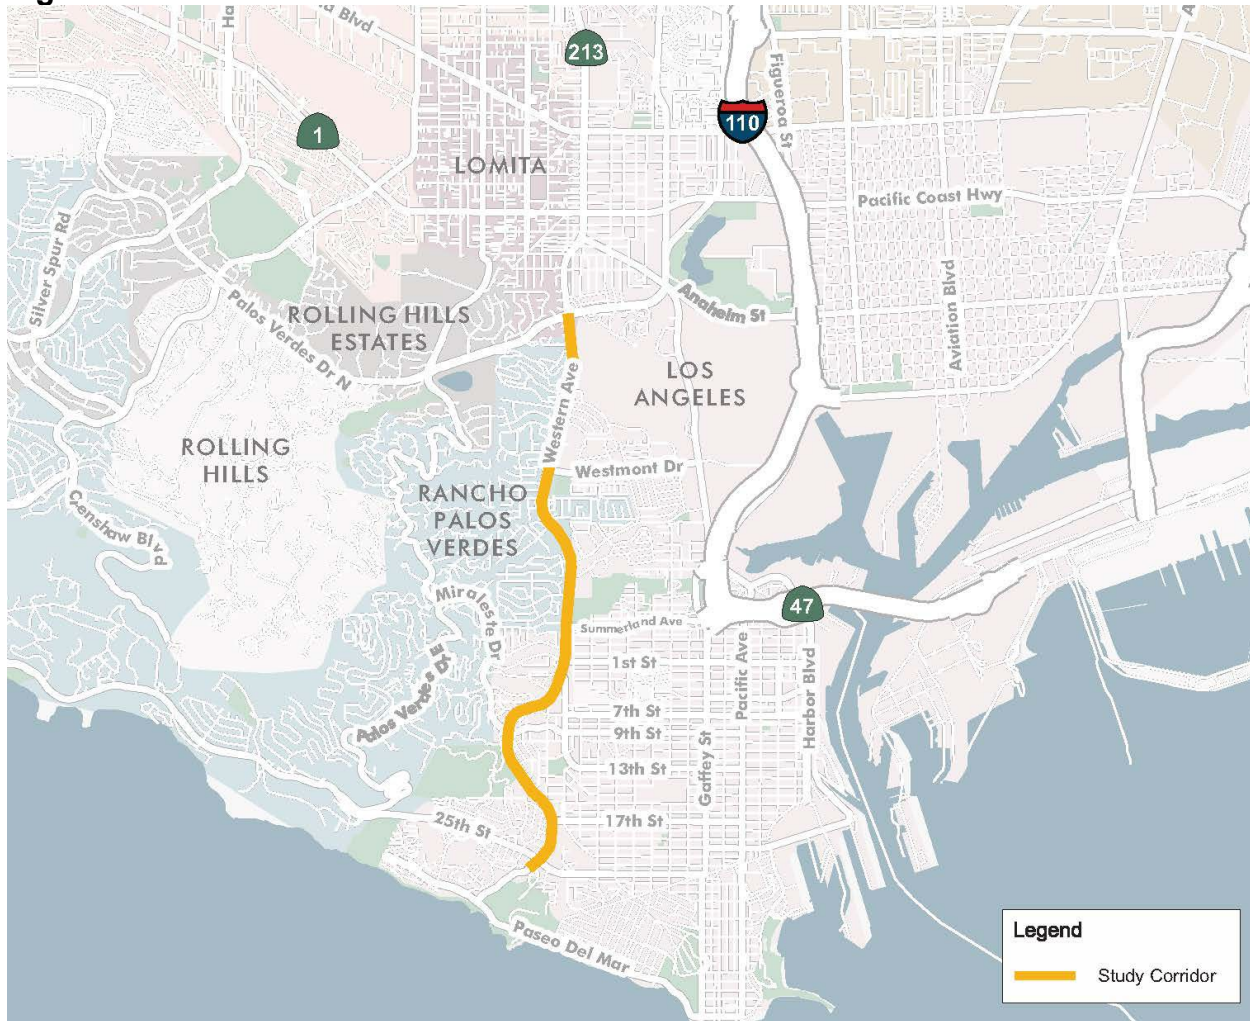 213
Figueroa St
110
1
LOMITA
Pacific Coast Hwy
Silver Spur Rd
Palos Verdes Dr N
ROLLING HILLS
ESTATES
Anaheim St
Aviation Blvd
LOS
ANGELES
Western Ave
ROLLING
HILLS
Westmont Dr
RANCHO
PALOS
VERDES
Crenshaw Blvd
Miraleste Dr
47
Summerland Ave
1st St
Pacific Ave
Harbor Blvd
Palos Verdes Dr E
7th St
9th St
Gaffey St
13th St
25th St
17th St
Paseo Del Mar
Legend
Study Corridor